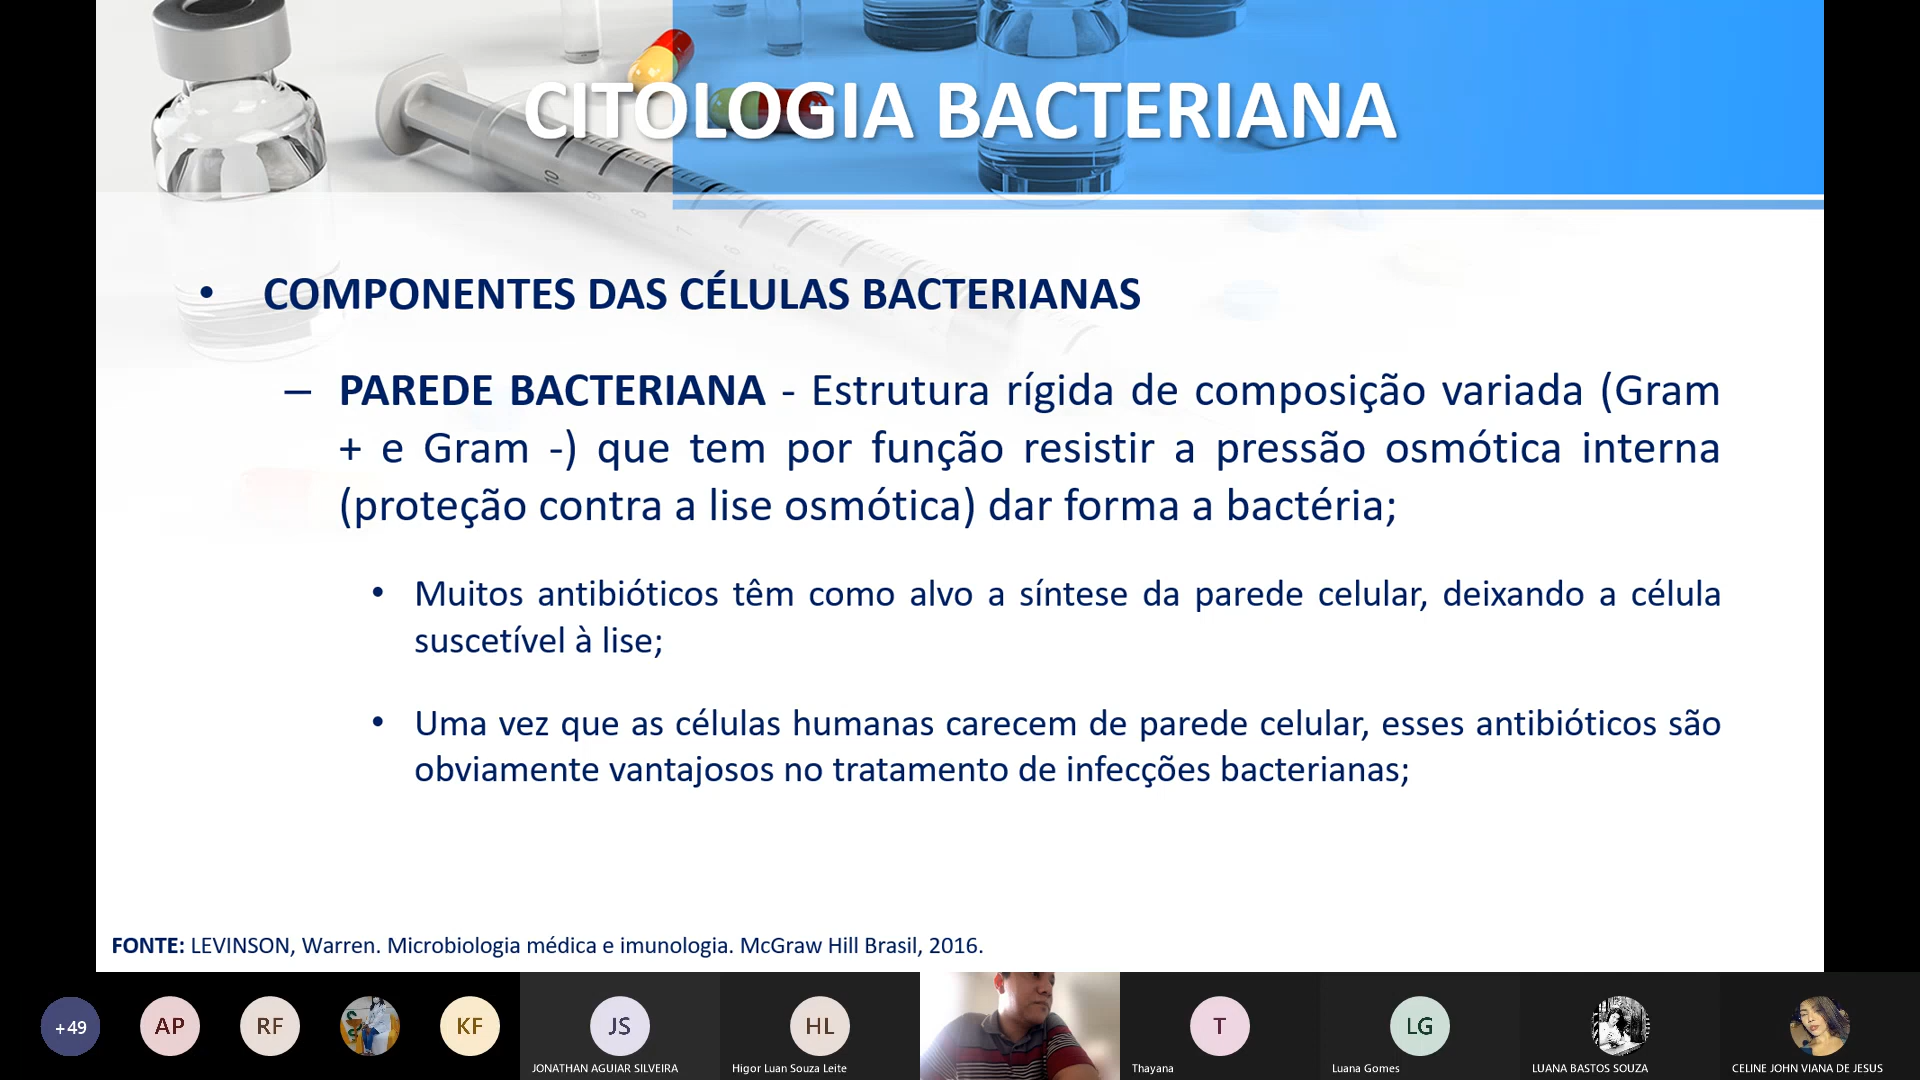 CITOLOGIA BACTERIANA
• COMPONENTES DAS CÉLULAS BACTERIANAS
– PAREDE BACTERIANA - Estrutura rígida de composição variada (Gram
+ e Gram -) que tem por função resistir a pressão osmótica interna
(proteção contra a lise osmótica) dar forma a bactéria;
• Muitos antibióticos têm como alvo a síntese da parede celular, deixando a célula
suscetível à lise;
• Uma vez que as células humanas carecem de parede celular, esses antibióticos são
obviamente vantajosos no tratamento de infecções bacterianas;
FONTE: LEVINSON, Warren. Microbiologia médica e imunologia. McGraw Hill Brasil, 2016.
+49
AP
RF
KF
JS
HL
T
LG
JONATHAN AGUIAR SILVEIRA
Higor Luan Souza Leite
Thayana
Luana Gomes
LUANA BASTOS SOUZA
CELINE JOHN VIANA DE JESUS